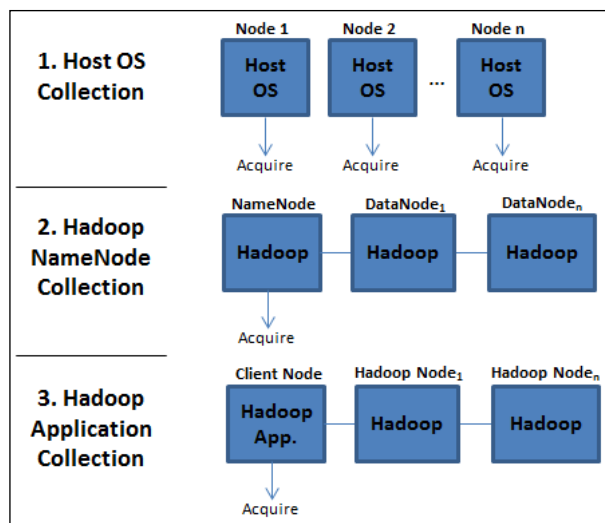 Node 1 Node 2 Node n
1. Host OS
Collection
Host
OS
Host
OS
...
Host
OS
Acquire Acquire Acquire
2. Hadoop
NameNode
Collection
NameNode DataNode₁ DataNodeₙ
Hadoop Hadoop Hadoop
Acquire
3. Hadoop
Application
Collection
Client Node Hadoop Node₁ Hadoop Nodeₙ
Hadoop
App.
Hadoop Hadoop
Acquire